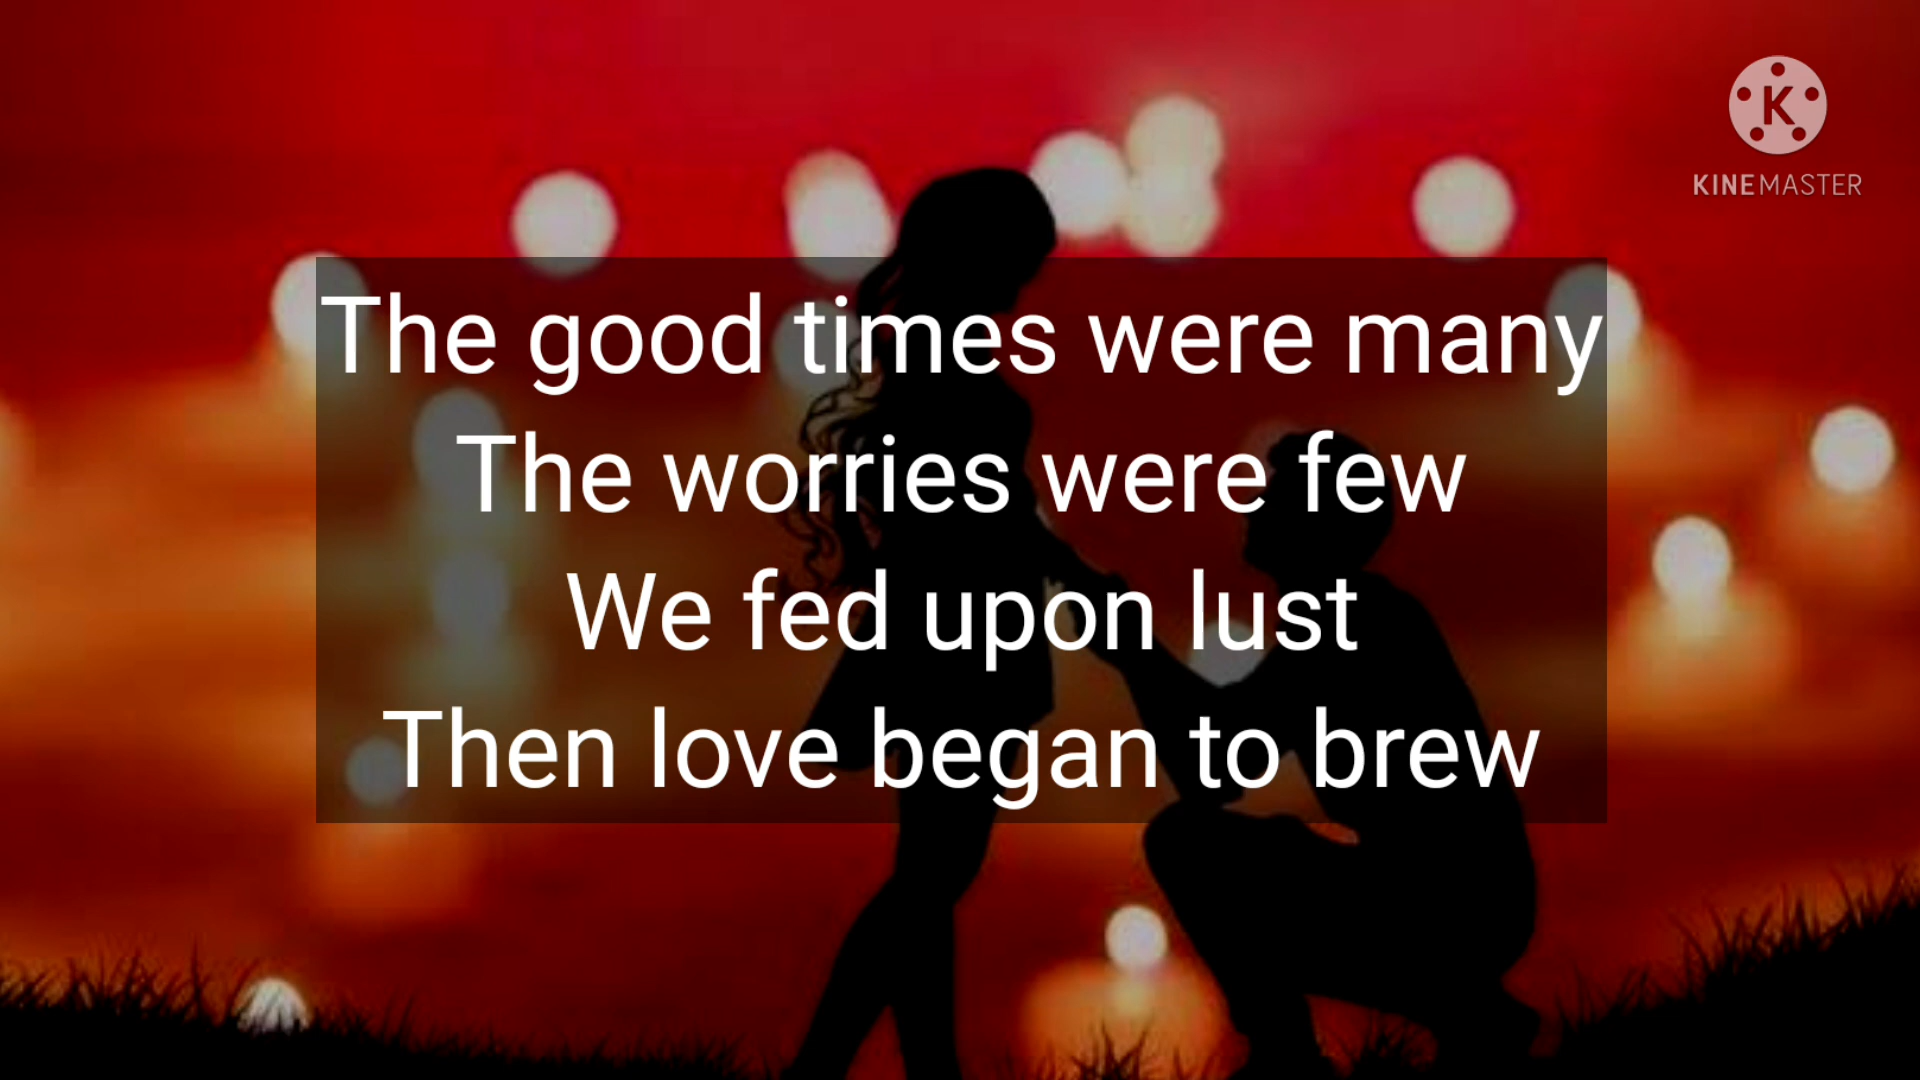 K
KINEMASTER
The good times were many
The worries were few
We fed upon lust
Then love began to brew